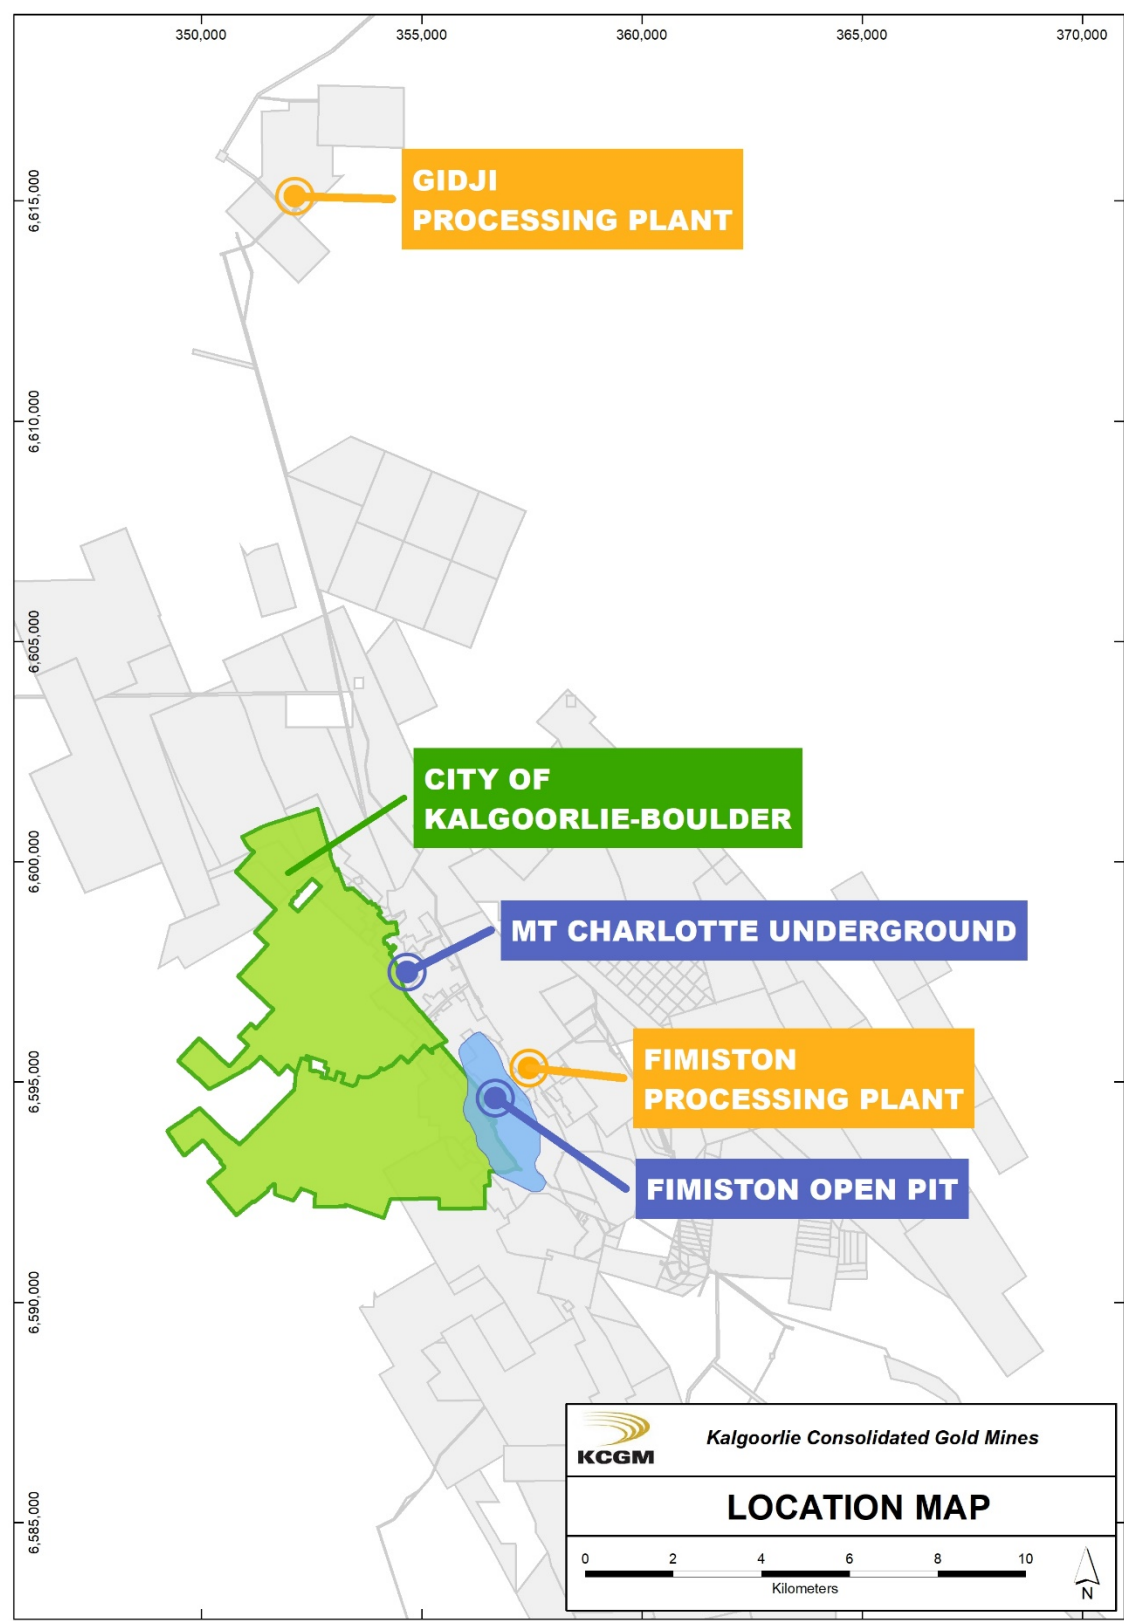 350,000 355,000 360,000 365,000 370,000
6,615,000
GIDJI
PROCESSING PLANT
6,610,000
6,605,000
CITY OF
KALGOORLIE-BOULDER
6,600,000
MT CHARLOTTE UNDERGROUND
6,595,000
FIMISTON
PROCESSING PLANT
FIMISTON OPEN PIT
6,590,000
6,585,000
KCGM
Kalgoorlie Consolidated Gold Mines
LOCATION MAP
0 2 4 6 8 10
Kilometers
N